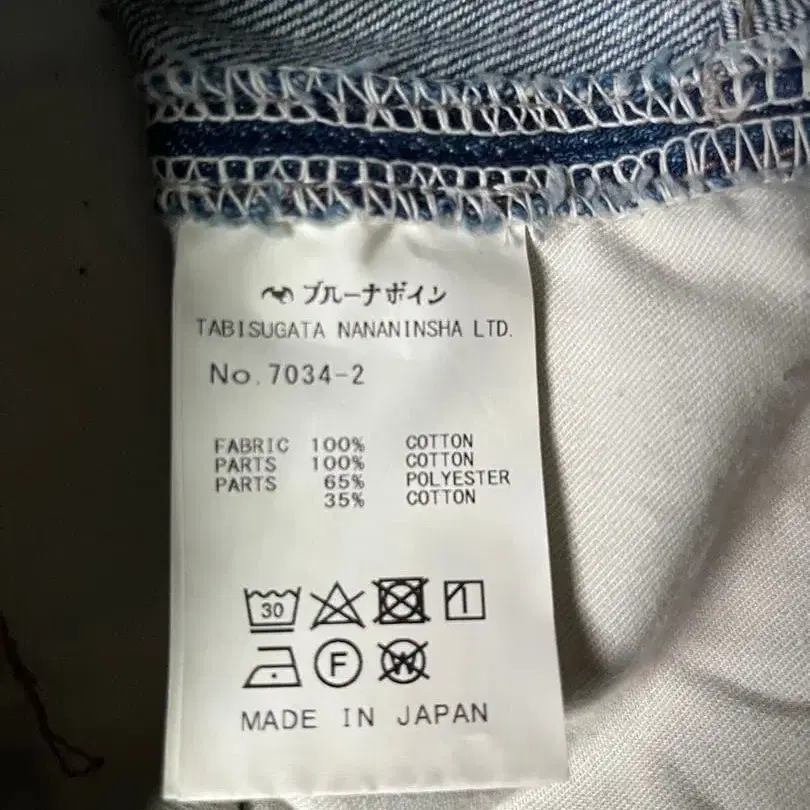 ブルーナボイン
TABISUGATA NANANINSHA LTD.
No.7034-2
FABRIC 100% COTTON
PARTS 100% COTTON
PARTS 65% POLYESTER
35% COTTON
30
F W
MADE IN JAPAN